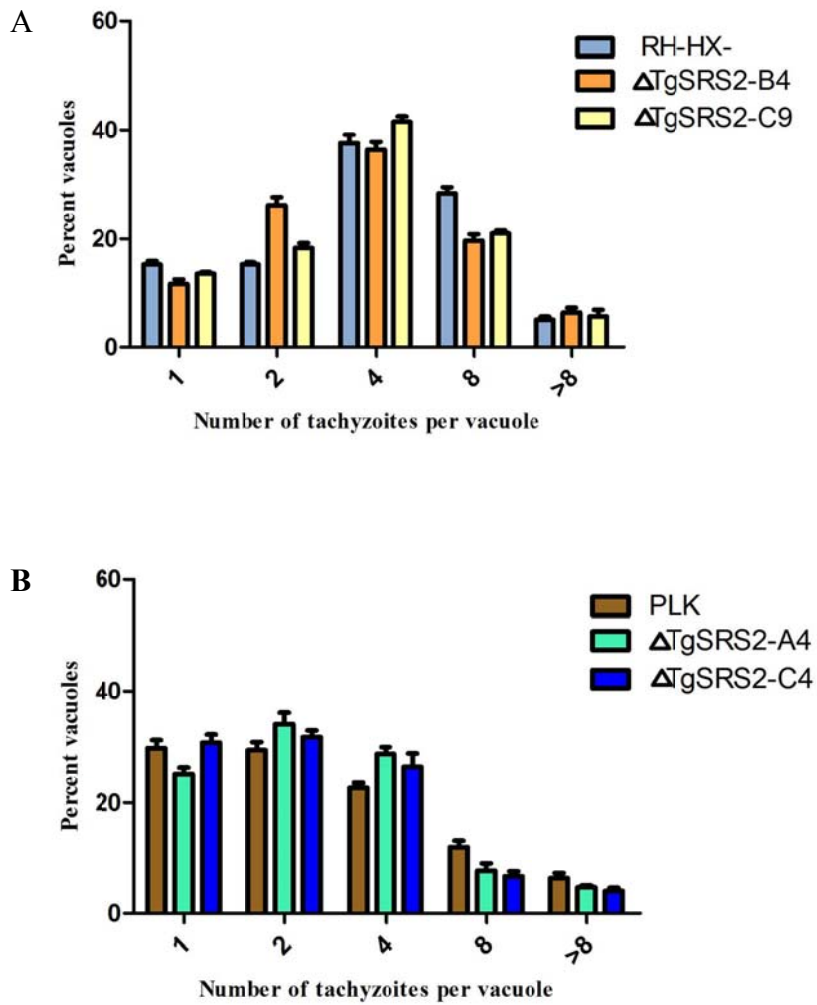 A
60
40
20
0
Percent vacuoles
RH-HX-
ΔTgSRS2-B4
ΔTgSRS2-C9
1 2 4 8 >8
Number of tachyzoites per vacuole
B
60
40
20
0
Percent vacuoles
PLK
ΔTgSRS2-A4
ΔTgSRS2-C4
1 2 4 8 >8
Number of tachyzoites per vacuole